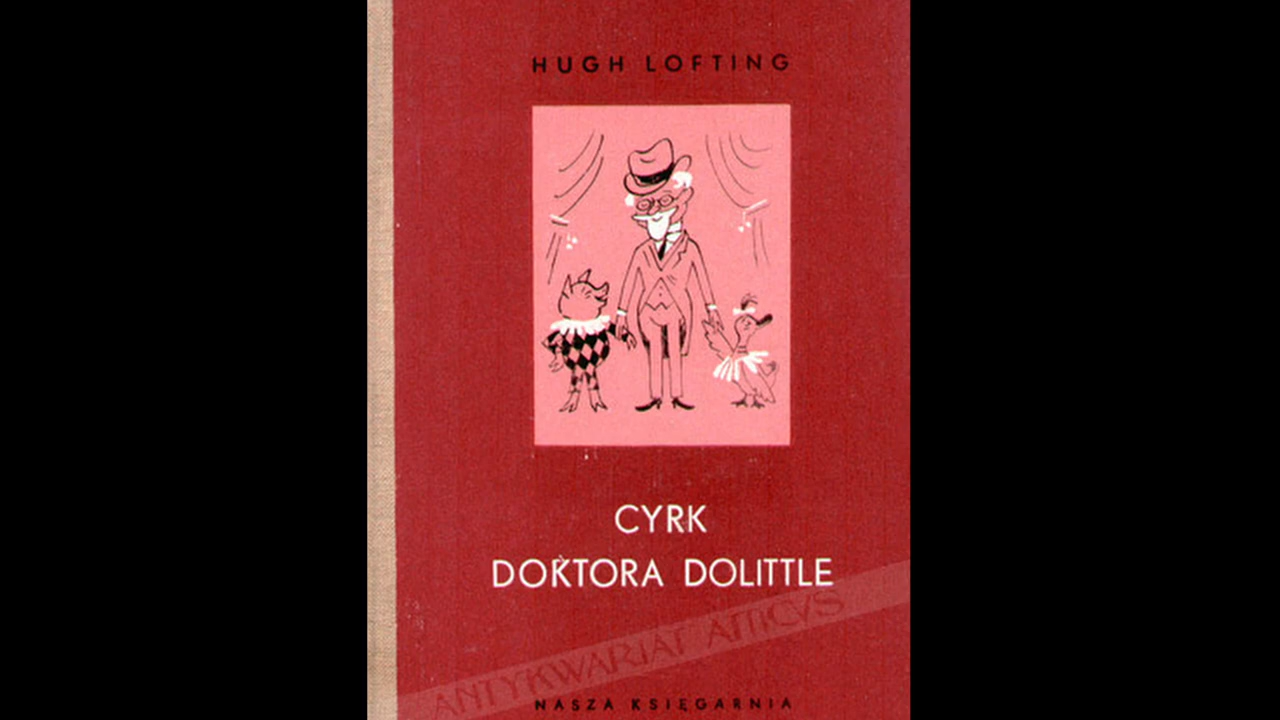 HUGH LOFTING
CYRK
DOKTORA DOLITTLE
ANTYKWARIAT ATTICVS
NASZA KSIĘGARNIA